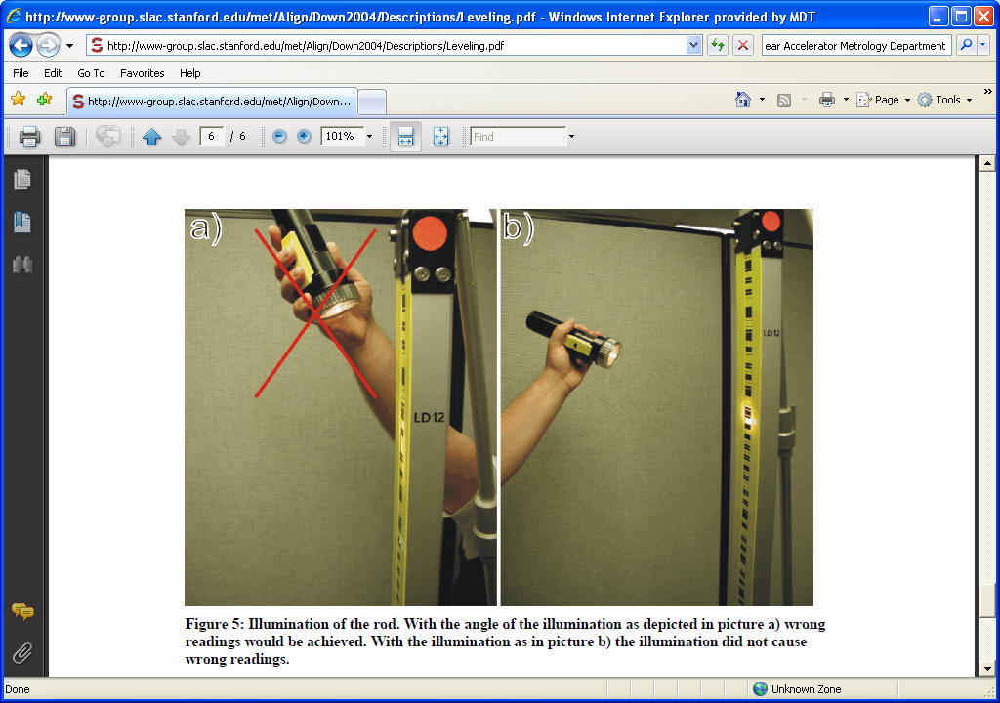 http://www-group.slac.stanford.edu/met/Align/Down2004/Descriptions/Leveling.pdf - Windows Internet Explorer provided by MDT
http://www-group.slac.stanford.edu/met/Align/Down2004/Descriptions/Leveling.pdf
ear Accelerator Metrology Department
File Edit Go To Favorites Help
http://www-group.slac.stanford.edu/met/Align/Down...
Page Tools
6 / 6 101% Find
a) b)
LD12
LD12
Figure 5: Illumination of the rod. With the angle of the illumination as depicted in picture a) wrong
readings would be achieved. With the illumination as in picture b) the illumination did not cause
wrong readings.
Done Unknown Zone